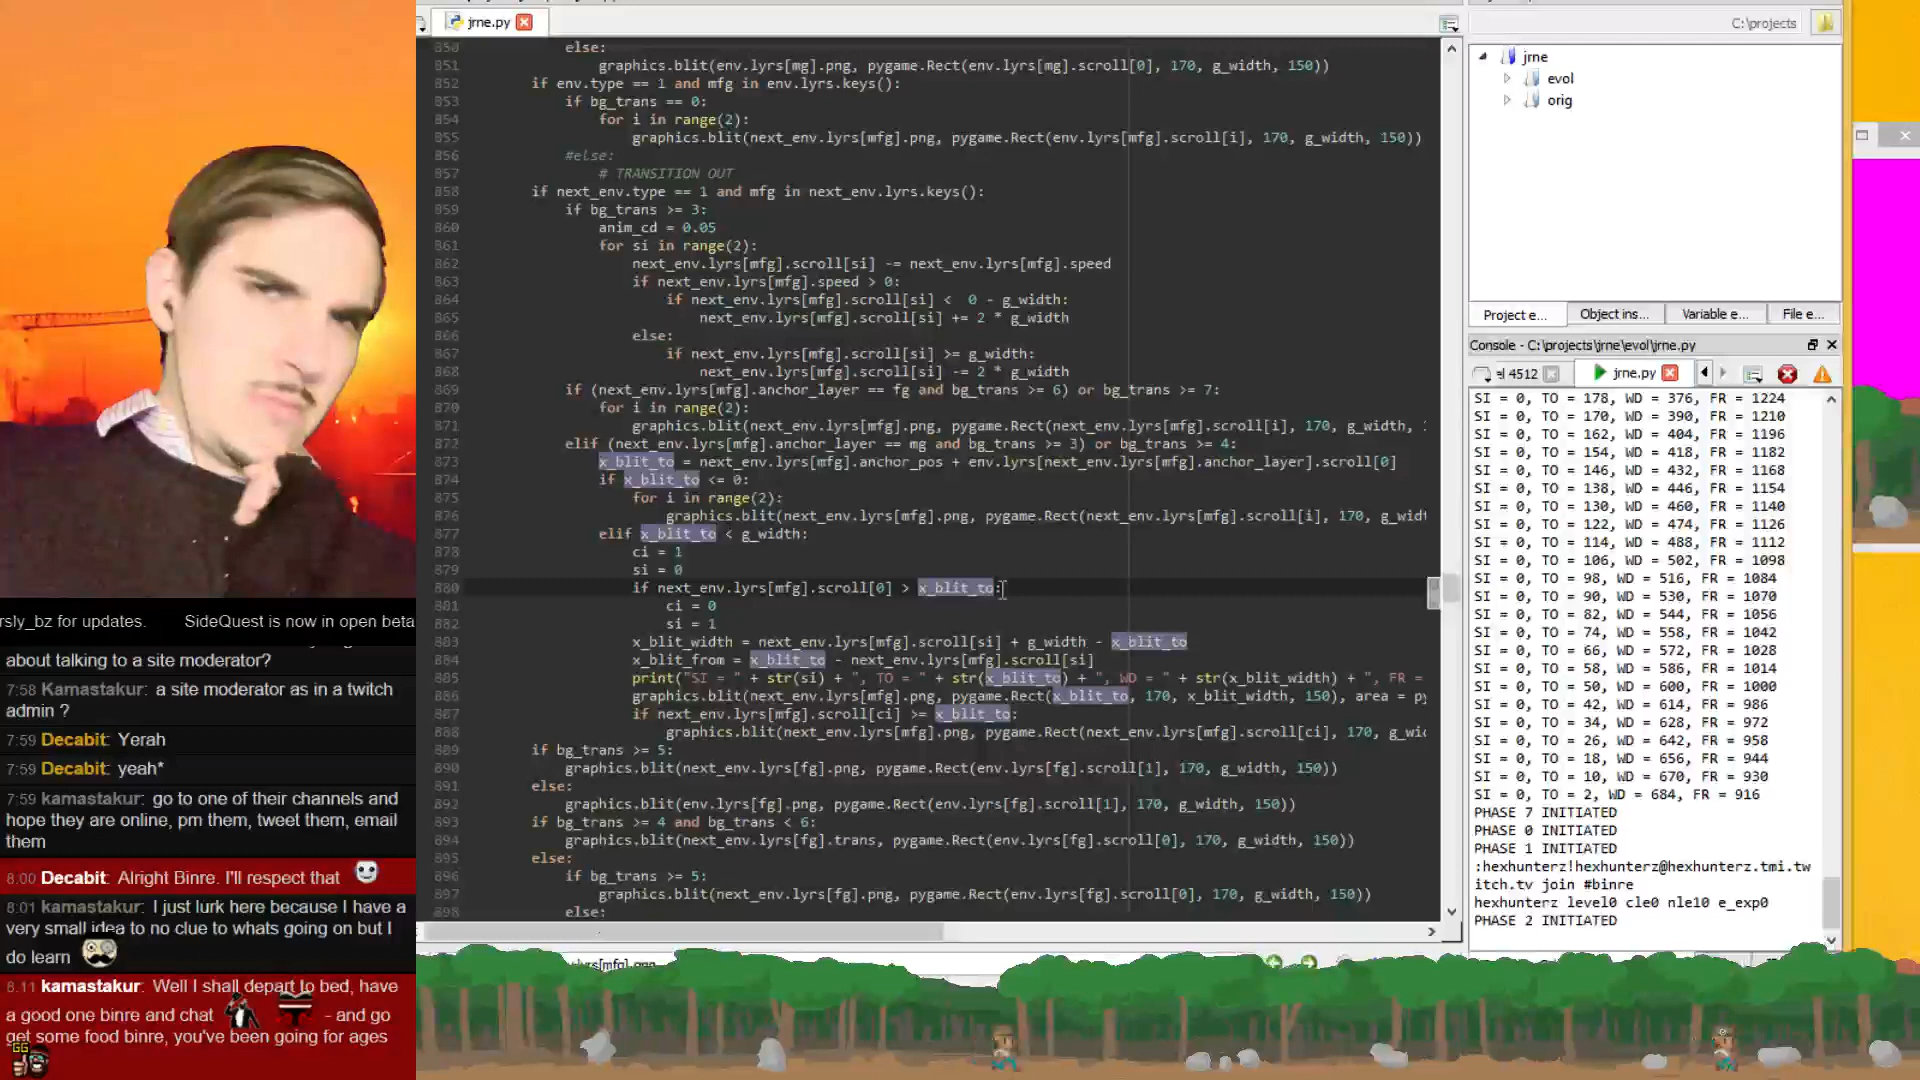 rsly_bz for updates.
SideQuest is now in open beta
about talking to a site moderator?
7:58 Kamastakur: a site moderator as in a twitch
admin ?
7:59 Decabit: Yerah
7:59 Decabit: yeah*
7:59 kamastakur: go to one of their channels and
hope they are online, pm them, tweet them, email
them
8:00 Decabit: Alright Binre. I'll respect that
8:01 kamastakur: I just lurk here because I have a
very small idea to no clue to whats going on but I
do learn
8:11 kamastakur: Well I shall depart to bed, have
a good one binre and chat - and go
get some food binre, you've been going for ages
GG
jrne.py
850 else:
851 graphics.blit(env.lyrs[mg].png, pygame.Rect(env.lyrs[mg].scroll[0], 170, g_width, 150))
852 if env.type == 1 and mfg in env.lyrs.keys():
853 if bg_trans == 0:
854 for i in range(2):
855 graphics.blit(next_env.lyrs[mfg].png, pygame.Rect(env.lyrs[mfg].scroll[i], 170, g_width, 150))
856 #else:
857 # TRANSITION OUT
858 if next_env.type == 1 and mfg in next_env.lyrs.keys():
859 if bg_trans >= 3:
860 anim_cd = 0.05
861 for si in range(2):
862 next_env.lyrs[mfg].scroll[si] -= next_env.lyrs[mfg].speed
863 if next_env.lyrs[mfg].speed > 0:
864 if next_env.lyrs[mfg].scroll[si] < 0 - g_width:
865 next_env.lyrs[mfg].scroll[si] += 2 * g_width
866 else:
867 if next_env.lyrs[mfg].scroll[si] >= g_width:
868 next_env.lyrs[mfg].scroll[si] -= 2 * g_width
869 if (next_env.lyrs[mfg].anchor_layer == fg and bg_trans >= 6) or bg_trans >= 7:
870 for i in range(2):
871 graphics.blit(next_env.lyrs[mfg].png, pygame.Rect(next_env.lyrs[mfg].scroll[i], 170, g_width, 1
872 elif (next_env.lyrs[mfg].anchor_layer == mg and bg_trans >= 3) or bg_trans >= 4:
873 x_blit_to = next_env.lyrs[mfg].anchor_pos + env.lyrs[next_env.lyrs[mfg].anchor_layer].scroll[0]
874 if x_blit_to <= 0:
875 for i in range(2):
876 graphics.blit(next_env.lyrs[mfg].png, pygame.Rect(next_env.lyrs[mfg].scroll[i], 170, g_widt
877 elif x_blit_to < g_width:
878 ci = 1
879 si = 0
880 if next_env.lyrs[mfg].scroll[0] > x_blit_to:
881 ci = 0
882 si = 1
883 x_blit_width = next_env.lyrs[mfg].scroll[si] + g_width - x_blit_to
884 x_blit_from = x_blit_to - next_env.lyrs[mfg].scroll[si]
885 print("SI = " + str(si) + ", TO = " + str(x_blit_to) + ", WD = " + str(x_blit_width) + ", FR =
886 graphics.blit(next_env.lyrs[mfg].png, pygame.Rect(x_blit_to, 170, x_blit_width, 150), area = py
887 if next_env.lyrs[mfg].scroll[ci] >= x_blit_to:
888 graphics.blit(next_env.lyrs[mfg].png, pygame.Rect(next_env.lyrs[mfg].scroll[ci], 170, g_wid
889 if bg_trans >= 5:
890 graphics.blit(next_env.lyrs[fg].png, pygame.Rect(env.lyrs[fg].scroll[1], 170, g_width, 150))
891 else:
892 graphics.blit(env.lyrs[fg].png, pygame.Rect(env.lyrs[fg].scroll[1], 170, g_width, 150))
893 if bg_trans >= 4 and bg_trans < 6:
894 graphics.blit(next_env.lyrs[fg].trans, pygame.Rect(env.lyrs[fg].scroll[0], 170, g_width, 150))
895 else:
896 if bg_trans >= 5:
897 graphics.blit(next_env.lyrs[fg].png, pygame.Rect(env.lyrs[fg].scroll[0], 170, g_width, 150))
898 else:
C:\projects
jrne
evol
orig
Project e... Object ins... Variable e... File e...
Console - C:\projects\jrne\evol\jrne.py
el 4512 jrne.py
SI = 0, TO = 178, WD = 376, FR = 1224
SI = 0, TO = 170, WD = 390, FR = 1210
SI = 0, TO = 162, WD = 404, FR = 1196
SI = 0, TO = 154, WD = 418, FR = 1182
SI = 0, TO = 146, WD = 432, FR = 1168
SI = 0, TO = 138, WD = 446, FR = 1154
SI = 0, TO = 130, WD = 460, FR = 1140
SI = 0, TO = 122, WD = 474, FR = 1126
SI = 0, TO = 114, WD = 488, FR = 1112
SI = 0, TO = 106, WD = 502, FR = 1098
SI = 0, TO = 98, WD = 516, FR = 1084
SI = 0, TO = 90, WD = 530, FR = 1070
SI = 0, TO = 82, WD = 544, FR = 1056
SI = 0, TO = 74, WD = 558, FR = 1042
SI = 0, TO = 66, WD = 572, FR = 1028
SI = 0, TO = 58, WD = 586, FR = 1014
SI = 0, TO = 50, WD = 600, FR = 1000
SI = 0, TO = 42, WD = 614, FR = 986
SI = 0, TO = 34, WD = 628, FR = 972
SI = 0, TO = 26, WD = 642, FR = 958
SI = 0, TO = 18, WD = 656, FR = 944
SI = 0, TO = 10, WD = 670, FR = 930
SI = 0, TO = 2, WD = 684, FR = 916
PHASE 7 INITIATED
PHASE 0 INITIATED
PHASE 1 INITIATED
:hexhunterz!hexhunterz@hexhunterz.tmi.tw
itch.tv join #binre
hexhunterz level0 cle0 nle10 e_exp0
PHASE 2 INITIATED